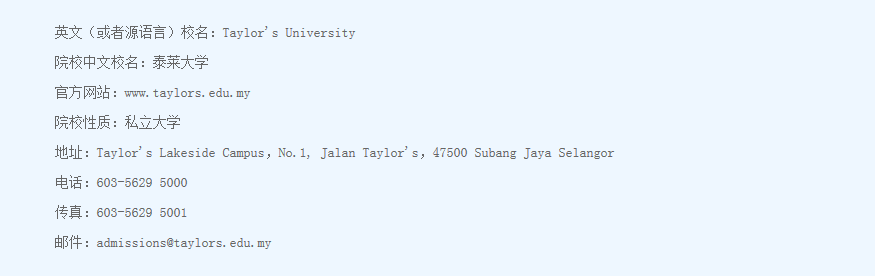 英文（或者源语言）校名：Taylor's University
院校中文校名：泰莱大学
官方网站：www.taylors.edu.my
院校性质：私立大学
地址：Taylor's Lakeside Campus，No.1, Jalan Taylor's，47500 Subang Jaya Selangor
电话：603-5629 5000
传真：603-5629 5001
邮件：admissions@taylors.edu.my